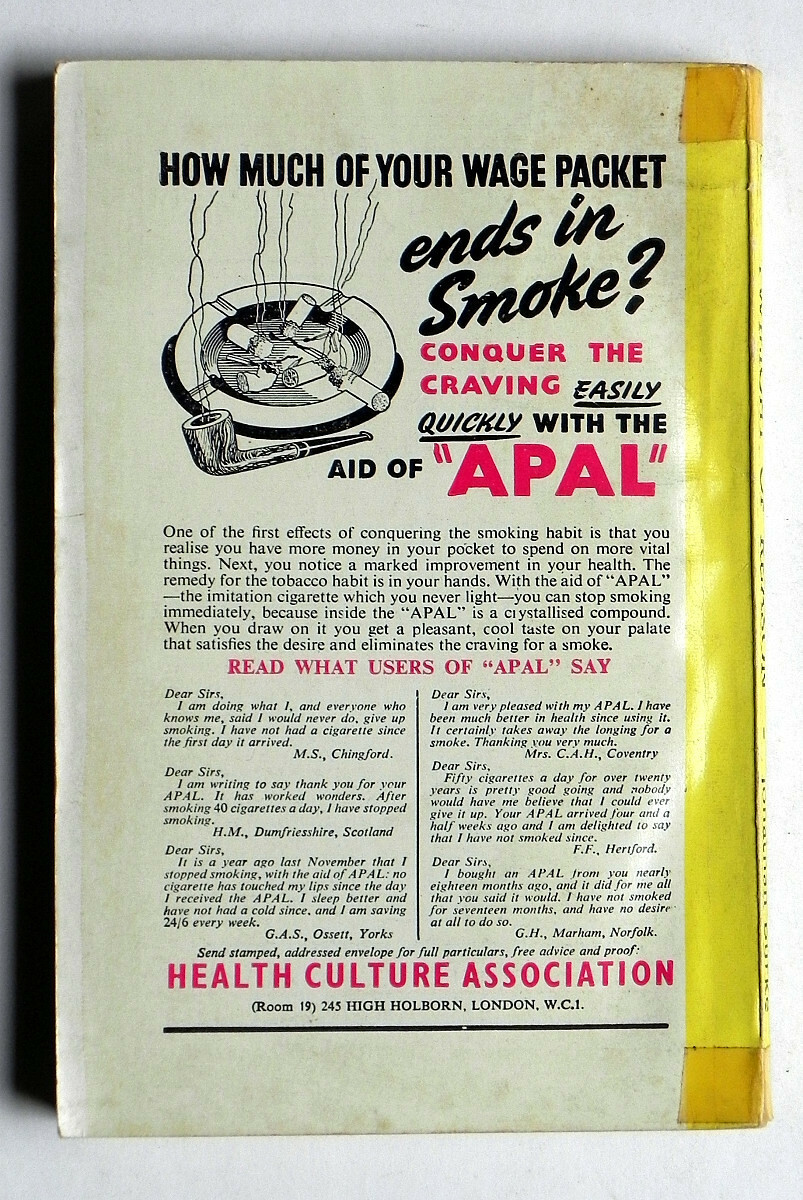 HOW MUCH OF YOUR WAGE PACKET
ends in
Smoke?
CONQUER THE
CRAVING EASILY
QUICKLY WITH THE
AID OF "APAL"
One of the first effects of conquering the smoking habit is that you
realise you have more money in your pocket to spend on more vital
things. Next, you notice a marked improvement in your health. The
remedy for the tobacco habit is in your hands. With the aid of "APAL"
—the imitation cigarette which you never light—you can stop smoking
immediately, because inside the "APAL" is a crystallised compound.
When you draw on it you get a pleasant, cool taste on your palate
that satisfies the desire and eliminates the craving for a smoke.
READ WHAT USERS OF "APAL" SAY
Dear Sirs,
I am doing what I, and everyone who
knows me, said I would never do, give up
smoking. I have not had a cigarette since
the first day it arrived.
M.S., Chingford.
Dear Sirs,
I am writing to say thank you for your
APAL. It has worked wonders. After
smoking 40 cigarettes a day, I have stopped
smoking.
H.M., Dumfriesshire, Scotland
Dear Sirs,
It is a year ago last November that I
stopped smoking, with the aid of APAL: no
cigarette has touched my lips since the day
I received the APAL. I sleep better and
have not had a cold since, and I am saving
24/6 every week.
G.A.S., Ossett, Yorks
Dear Sirs,
I am very pleased with my APAL. I have
been much better in health since using it.
It certainly takes away the longing for a
smoke. Thanking you very much.
Mrs. C.A.H., Coventry
Dear Sirs,
Fifty cigarettes a day for over twenty
years is pretty good going and nobody
would have me believe that I could ever
give it up. Your APAL arrived four and a
half weeks ago and I am delighted to say
that I have not smoked since.
F.F., Hertford.
Dear Sirs,
I bought an APAL from you nearly
eighteen months ago, and it did for me all
that you said it would. I have not smoked
for seventeen months, and have no desire
at all to do so.
G.H., Marham, Norfolk.
Send stamped, addressed envelope for full particulars, free advice and proof:
HEALTH CULTURE ASSOCIATION
(Room 19) 245 HIGH HOLBORN, LONDON, W.C.1.